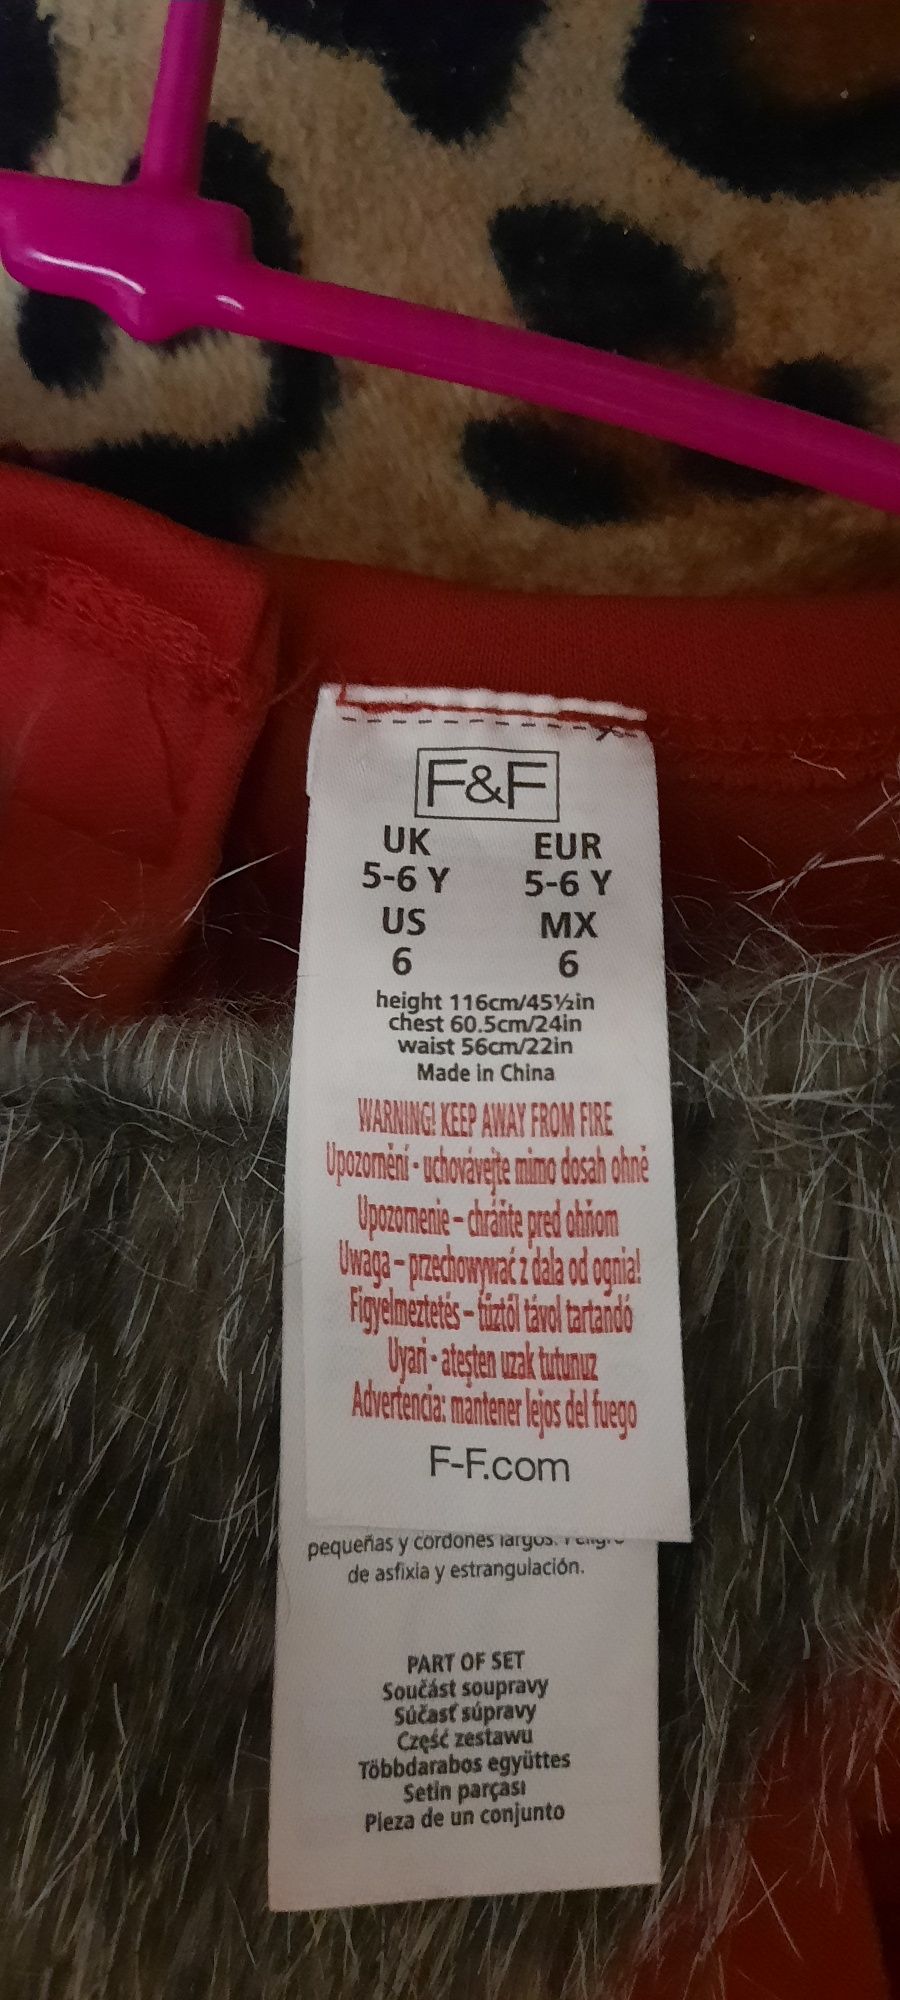 F&F
UK EUR
5-6 Y 5-6 Y
US MX
6 6
height 116cm/45½in
chest 60.5cm/24in
waist 56cm/22in
Made in China
WARNING! KEEP AWAY FROM FIRE
Upozornění - uchovávejte mimo dosah ohně
Upozornenie – chráňte pred ohňom
Uwaga – przechowywać z dala od ognia!
Figyelmeztetés – tűztől távol tartandó
Uyarı - ateşten uzak tutunuz
Advertencia: mantener lejos del fuego
F-F.com
pequeñas y cordones largos.
de asfixia y estrangulación.
PART OF SET
Součást soupravy
Súčasť súpravy
Część zestawu
Többdarabos együttes
Setin parçası
Pieza de un conjunto